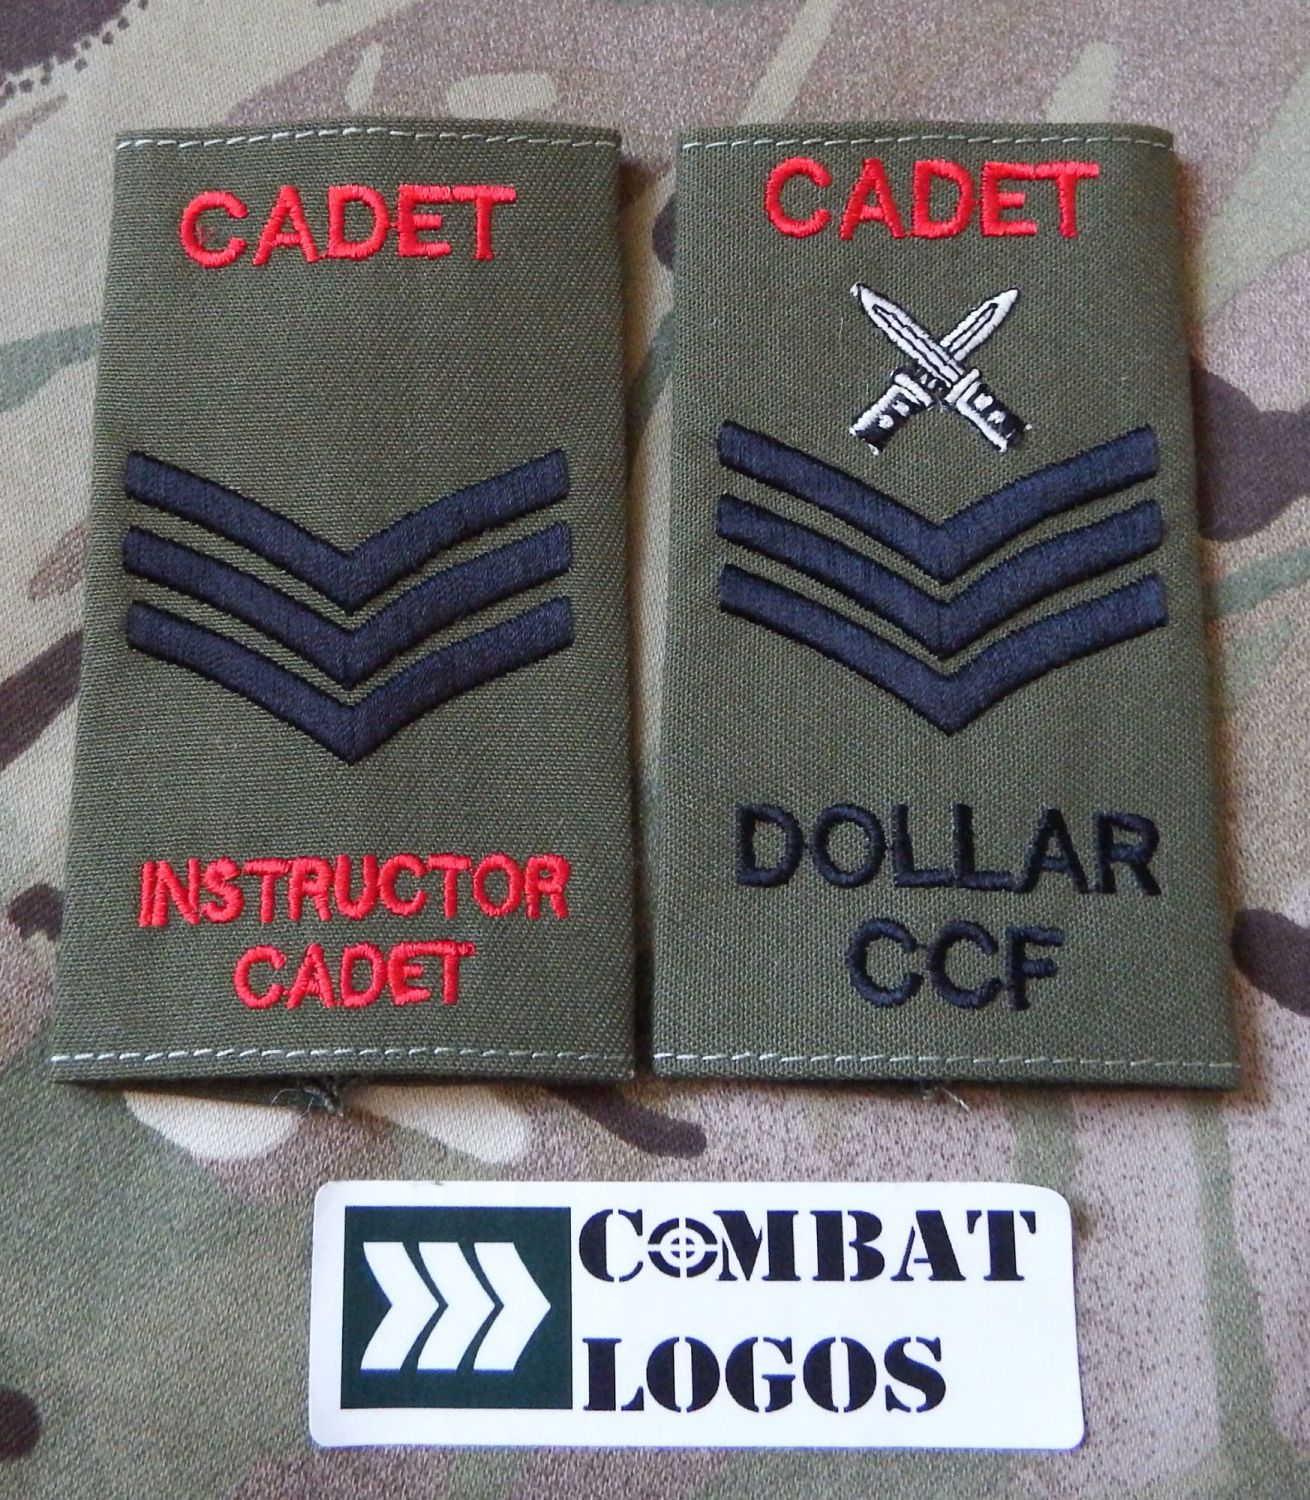 CADET
INSTRUCTOR
CADET
CADET
DOLLAR
CCF
COMBAT
LOGOS